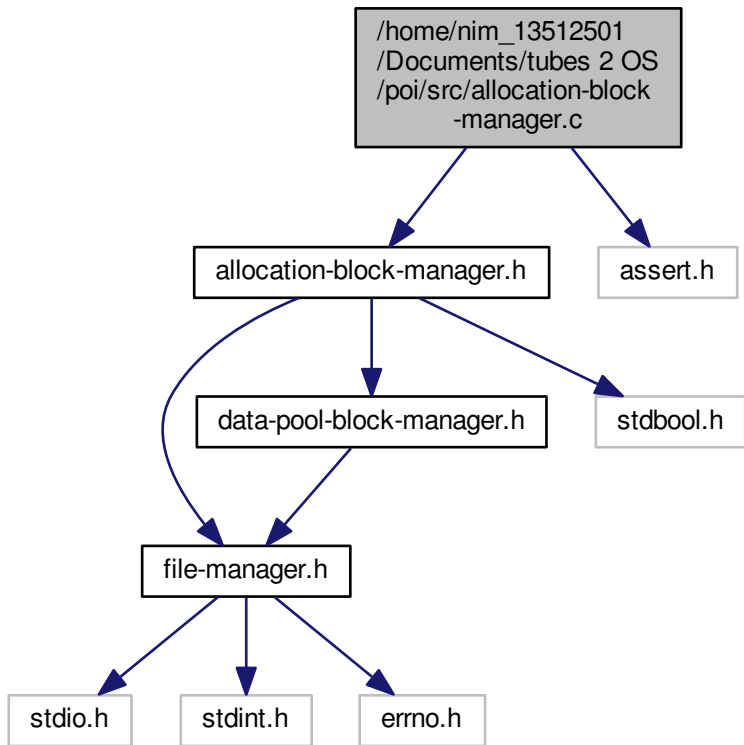 /home/nim_13512501
/Documents/tubes 2 OS
/poi/src/allocation-block
-manager.c
allocation-block-manager.h
assert.h
data-pool-block-manager.h
stdbool.h
file-manager.h
stdio.h
stdint.h
errno.h